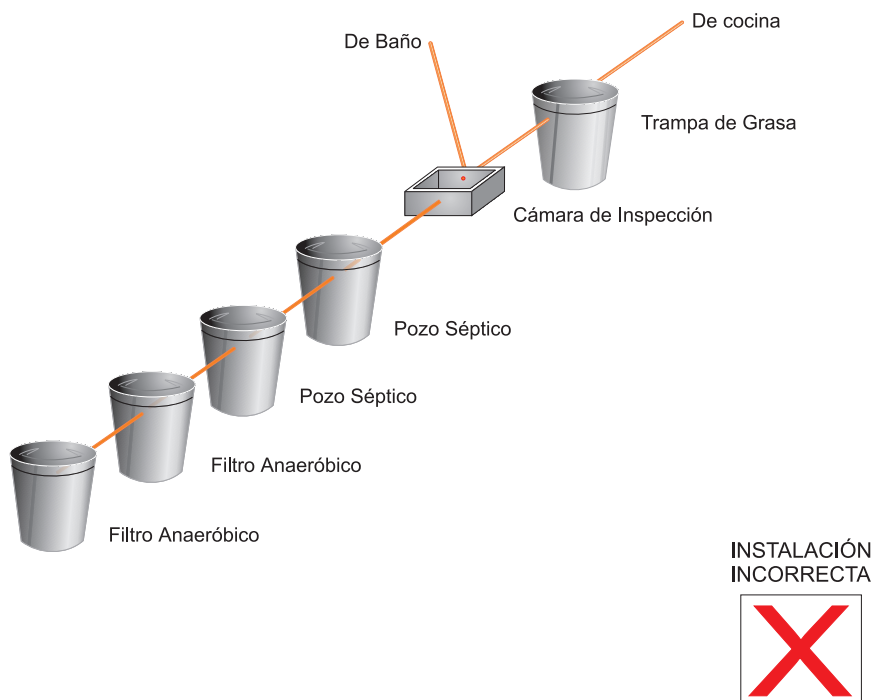 De cocina
De Baño
Trampa de Grasa
Cámara de Inspección
Pozo Séptico
Pozo Séptico
Filtro Anaeróbico
Filtro Anaeróbico
INSTALACIÓN
INCORRECTA